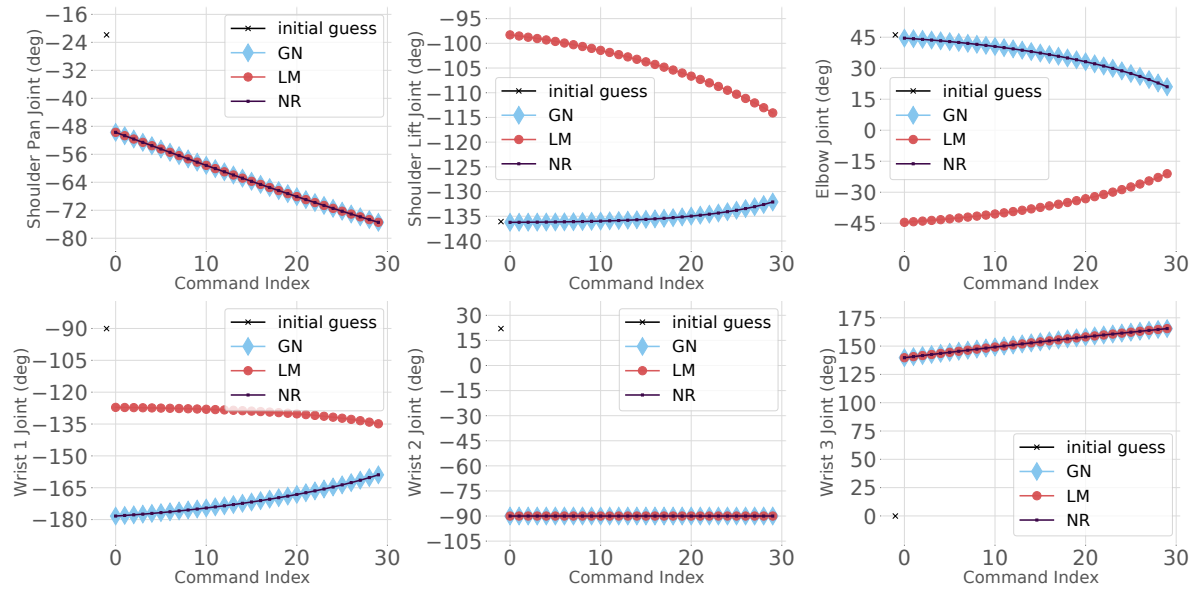 −16
−24
−32
−40
−48
−56
−64
−72
−80
Shoulder Pan Joint (deg)
initial guess
GN
LM
NR
0
10
20
30
Command Index
−95
−100
−105
−110
−115
−120
−125
−130
−135
−140
Shoulder Lift Joint (deg)
initial guess
GN
LM
NR
0
10
20
30
Command Index
45
30
15
0
−15
−30
−45
Elbow Joint (deg)
initial guess
GN
LM
NR
0
10
20
30
Command Index
−90
−105
−120
−135
−150
−165
−180
Wrist 1 Joint (deg)
initial guess
GN
LM
NR
0
10
20
30
Command Index
30
15
0
−15
−30
−45
−60
−75
−90
−105
Wrist 2 Joint (deg)
initial guess
GN
LM
NR
0
10
20
30
Command Index
175
150
125
100
75
50
25
0
Wrist 3 Joint (deg)
initial guess
GN
LM
NR
0
10
20
30
Command Index